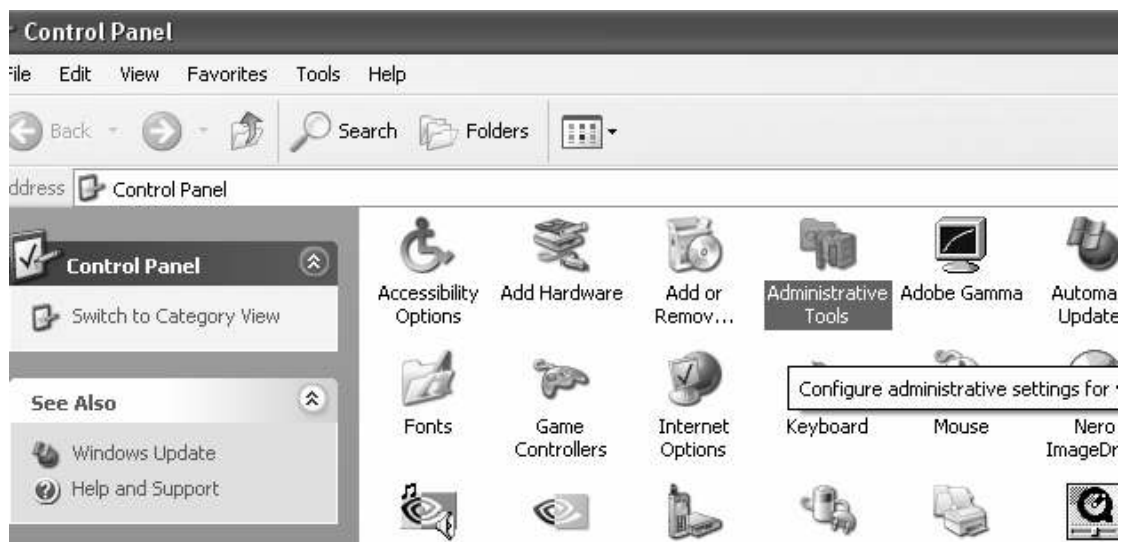 Control Panel
File Edit View Favorites Tools Help
Back Search Folders
Address Control Panel
Control Panel
Switch to Category View
See Also
Windows Update
Help and Support
Accessibility Options
Add Hardware
Add or Remov...
Administrative Tools
Adobe Gamma
Automa
Update
Configure administrative settings for
Fonts
Game Controllers
Internet Options
Keyboard
Mouse
Nero ImageDr